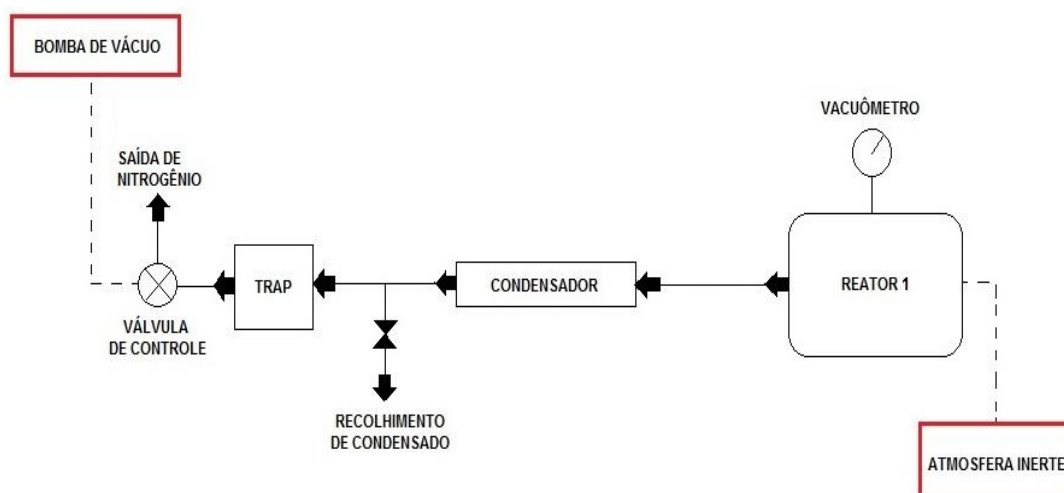 BOMBA DE VÁCUO
SAÍDA DE
NITROGÊNIO
VACUÔMETRO
TRAP
CONDENSADOR
REATOR 1
VÁLVULA
DE CONTROLE
RECOLHIMENTO
DE CONDENSADO
ATMOSFERA INERTE